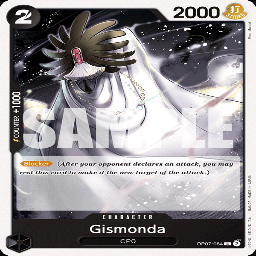 2
2000
COUNTER +1000
SAMPLE
Blocker (After your opponent declares an attack, you may
rest this card to make it the new target of the attack.)
CHARACTER
Gismonda
CP0